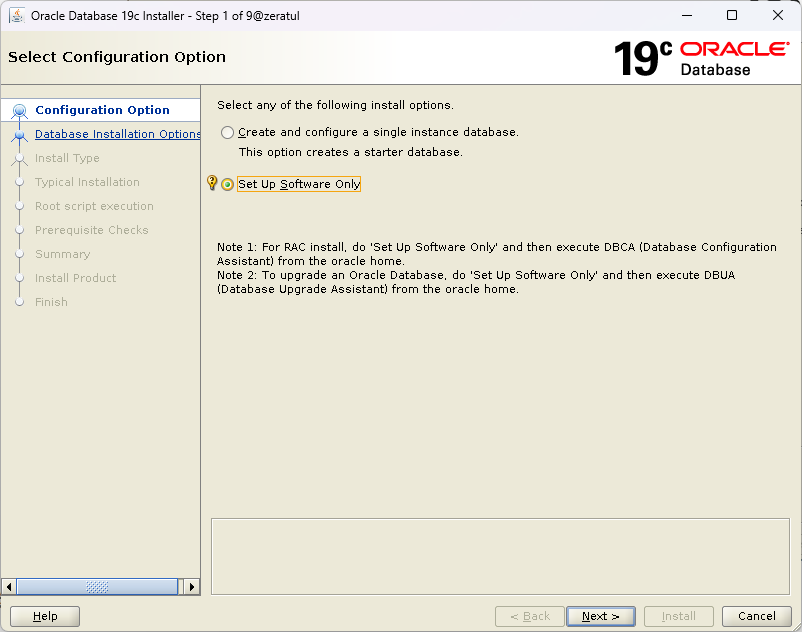 Oracle Database 19c Installer - Step 1 of 9@zeratul
Select Configuration Option
19c ORACLE
Database
Configuration Option
Database Installation Options
Install Type
Typical Installation
Root script execution
Prerequisite Checks
Summary
Install Product
Finish
Select any of the following install options.
Create and configure a single instance database.
This option creates a starter database.
Set Up Software Only
Note 1: For RAC install, do 'Set Up Software Only' and then execute DBCA (Database Configuration
Assistant) from the oracle home.
Note 2: To upgrade an Oracle Database, do 'Set Up Software Only' and then execute DBUA
(Database Upgrade Assistant) from the oracle home.
Help
< Back
Next >
Install
Cancel